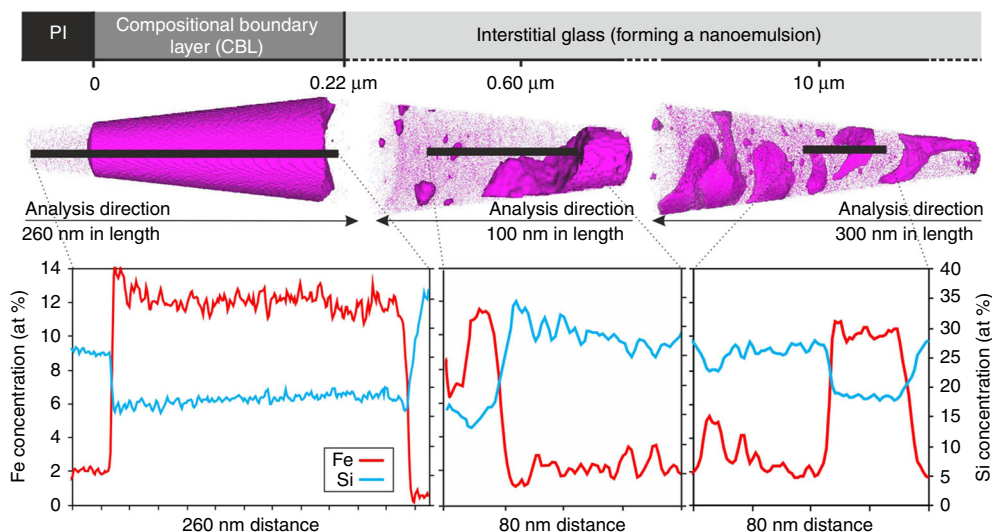 Pl
Compositional boundary
layer (CBL)
Interstitial glass (forming a nanoemulsion)
0
0.22 μm
0.60 μm
10 μm
Analysis direction
260 nm in length
Analysis direction
100 nm in length
Analysis direction
300 nm in length
Fe concentration (at %)
14
12
10
8
6
4
2
0
Fe
Si
40
35
30
25
20
15
10
5
0
Si concentration (at %)
260 nm distance
80 nm distance
80 nm distance